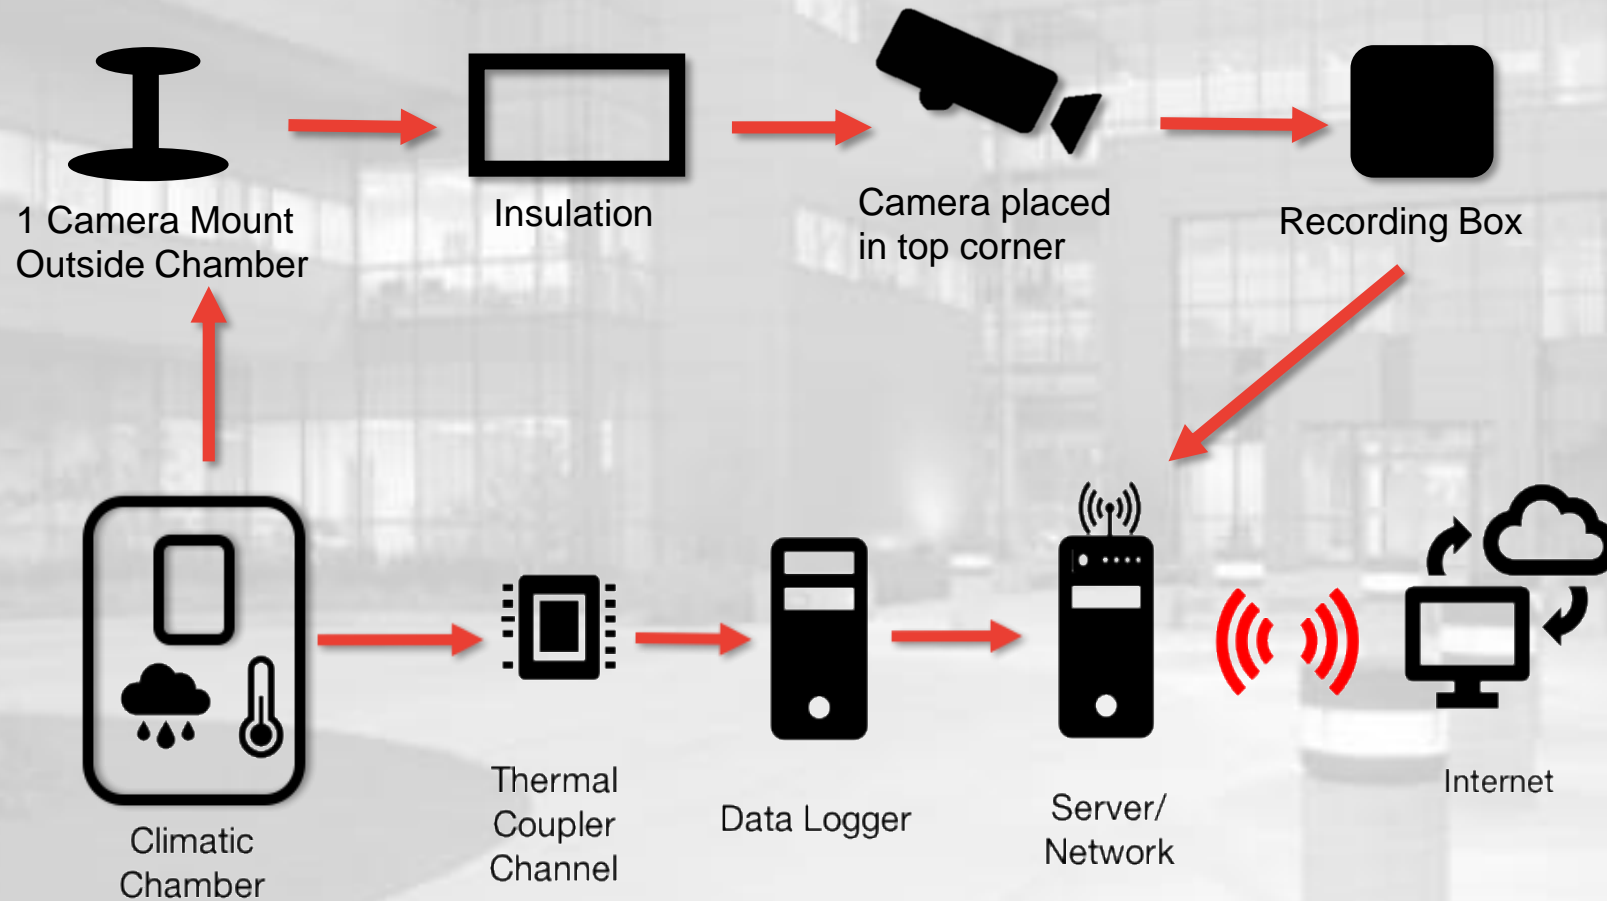 1 Camera Mount
Outside Chamber
Insulation
Camera placed
in top corner
Recording Box
Climatic
Chamber
Thermal
Coupler
Channel
Data Logger
Server/
Network
Internet